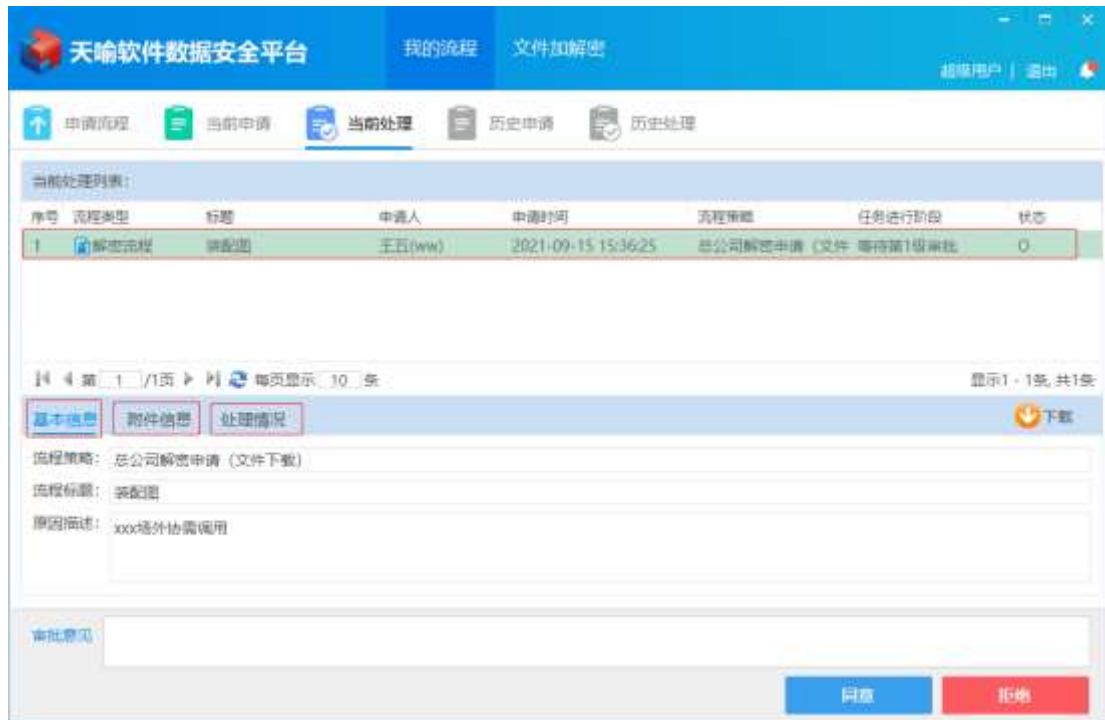 天喻软件数据安全平台 我的流程 文件加解密
超级用户 | 退出
申请流程 当前申请 当前处理 历史申请 历史处理
当前处理列表:
序号 流程类型 标题 申请人 申请时间 流程策略 任务进行阶段 状态
1 解密流程 装配图 王五(ww) 2021-09-15 15:36:25 总公司解密申请（文件 等待第1级审批
第 1 /1页 每页显示 10 条 显示1 - 1条, 共1条
基本信息 附件信息 处理情况 下载
流程策略: 总公司解密申请（文件下载）
流程标题: 装配图
原因描述: xxx场外协需调用
审批意见
同意 拒绝